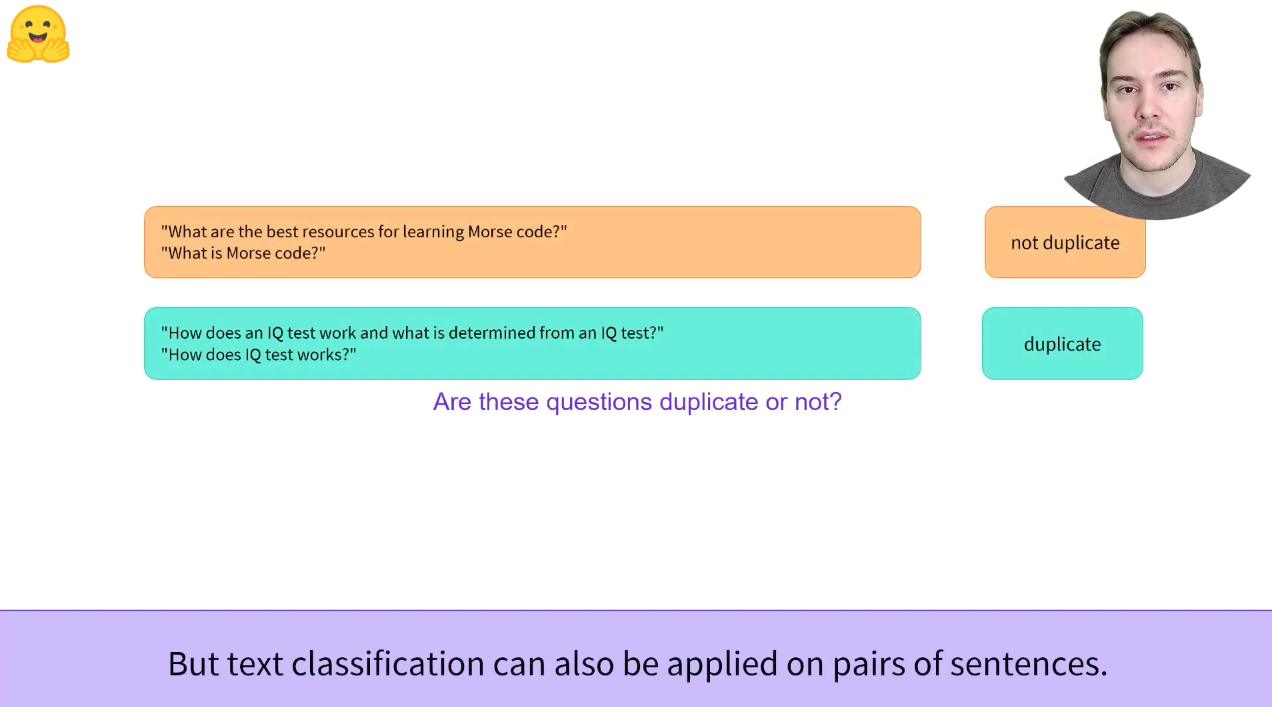 "What are the best resources for learning Morse code?"
"What is Morse code?"
not duplicate
"How does an IQ test work and what is determined from an IQ test?"
"How does IQ test works?"
duplicate
Are these questions duplicate or not?
But text classification can also be applied on pairs of sentences.